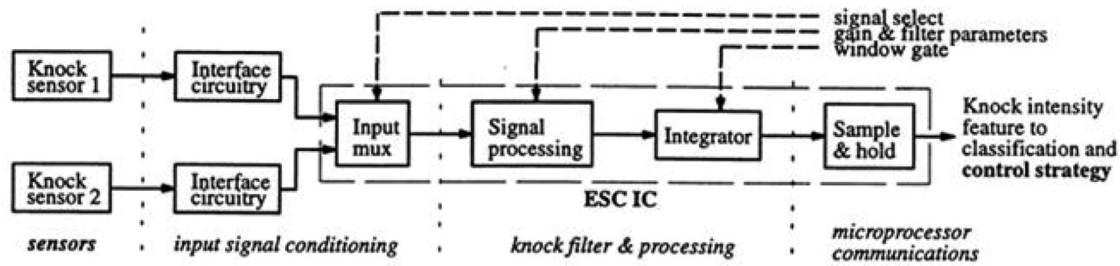 signal select
gain & filter parameters
window gate
Knock
sensor 1
Interface
circuitry
Input
mux
Signal
processing
Integrator
Sample
& hold
Knock intensity
feature to
classification and
control strategy
Knock
sensor 2
Interface
circuitry
ESC IC
sensors
input signal conditioning
knock filter & processing
microprocessor
communications